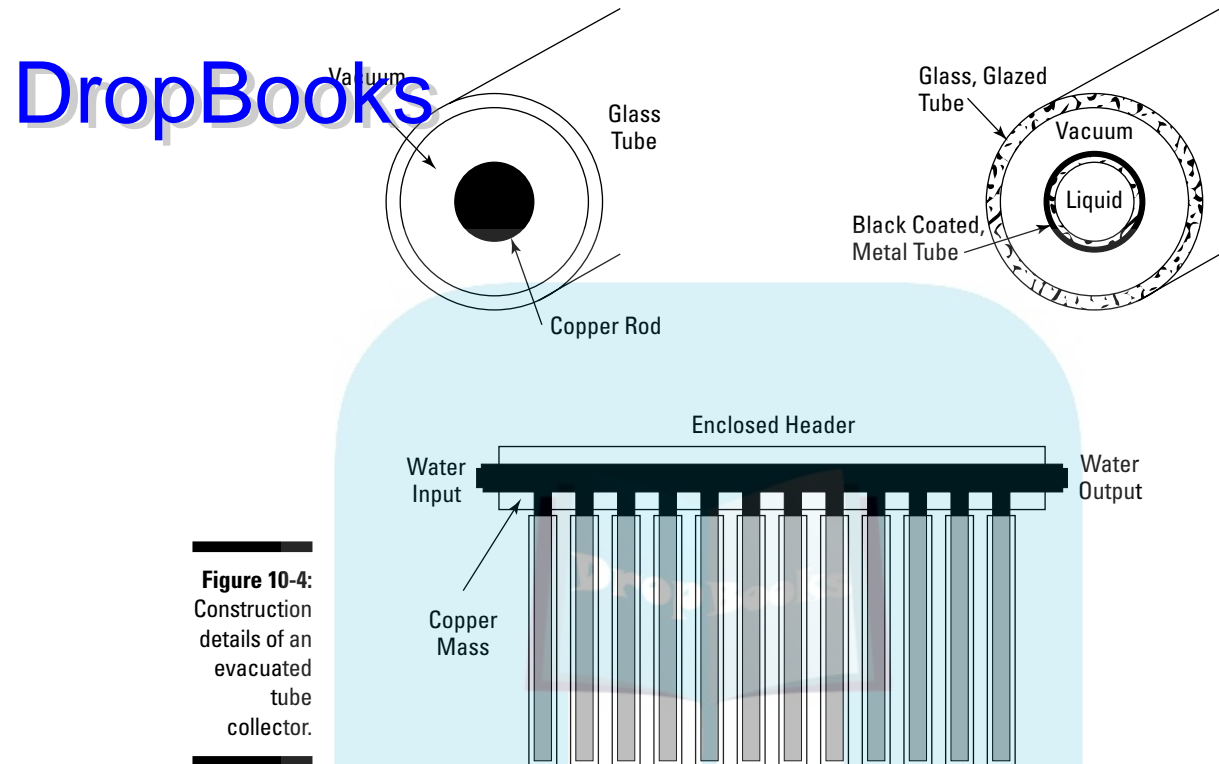 DropBooks
Vacuum
Glass
Tube
Copper Rod
Glass, Glazed
Tube
Vacuum
Liquid
Black Coated,
Metal Tube
Enclosed Header
Water
Input
Water
Output
Copper
Mass
DropBooks
Figure 10-4:
Construction
details of an
evacuated
tube
collector.